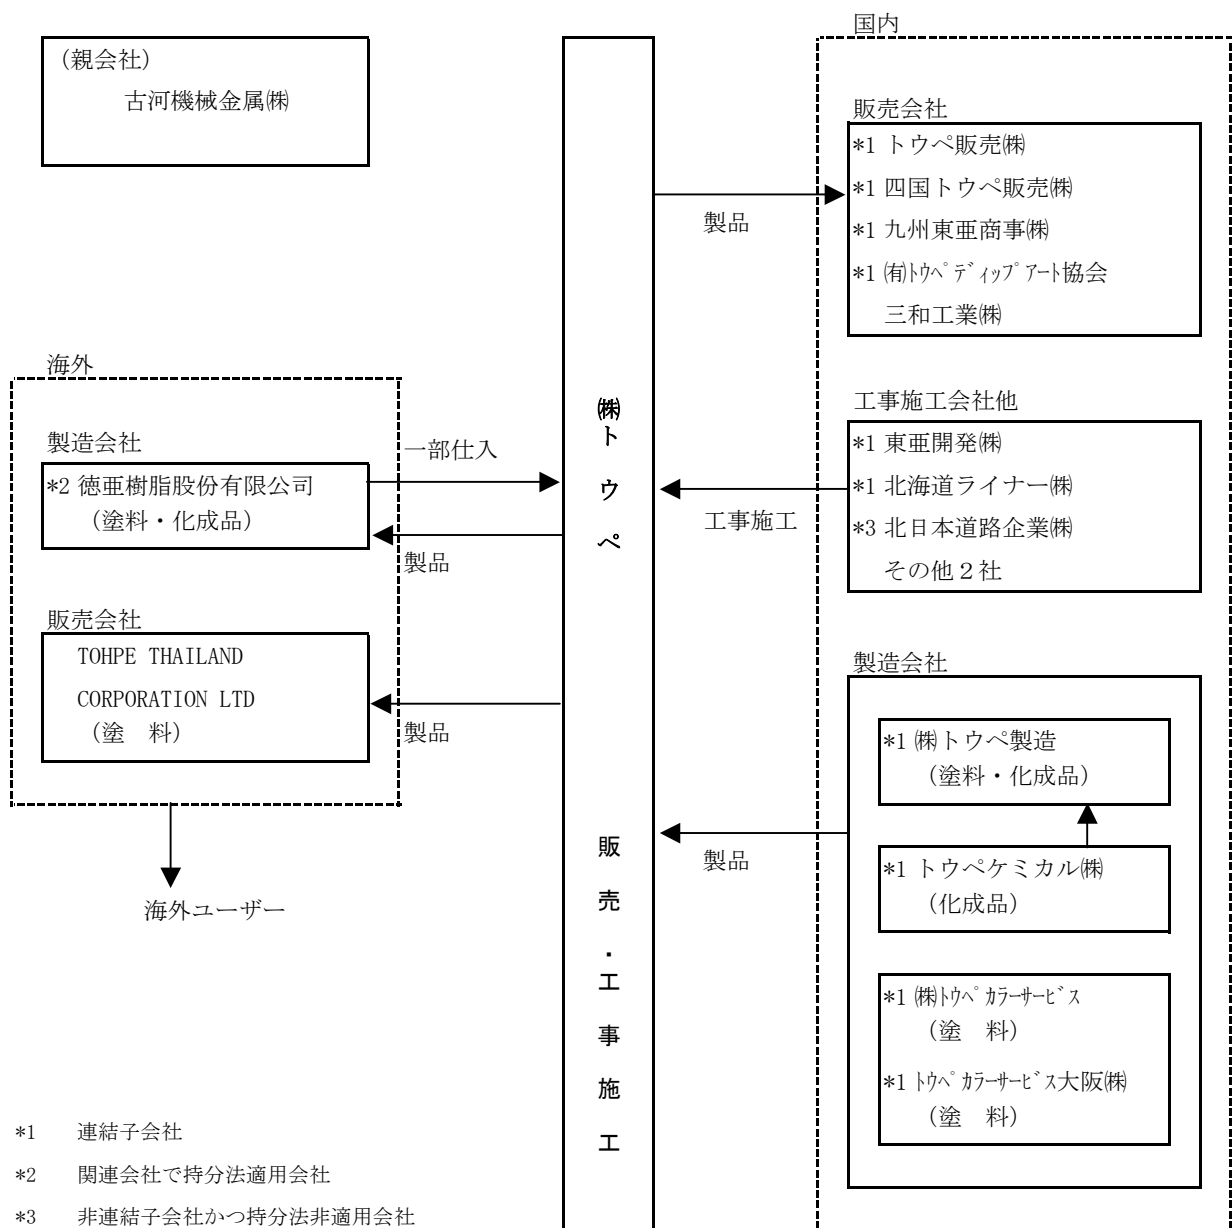 (親会社)
古河機械金属㈱
海外
製造会社
*2 徳亜樹脂股份有限公司
(塗料・化成品)
販売会社
TOHPE THAILAND
CORPORATION LTD
(塗　料)
海外ユーザー
一部仕入
製品
製品
㈱トウペ
販売・工事施工
製品
工事施工
製品
国内
販売会社
*1 トウペ販売㈱
*1 四国トウペ販売㈱
*1 九州東亜商事㈱
*1 ㈲ﾄｳﾍﾟﾃﾞｨｯﾌﾟｱｰﾄ協会
三和工業㈱
工事施工会社他
*1 東亜開発㈱
*1 北海道ライナー㈱
*3 北日本道路企業㈱
その他２社
製造会社
*1 ㈱トウペ製造
(塗料・化成品)
*1 トウペケミカル㈱
(化成品)
*1 ㈱ﾄｳﾍﾟｶﾗｰｻｰﾋﾞｽ
(塗　料)
*1 ﾄｳﾍﾟｶﾗｰｻｰﾋﾞｽ大阪㈱
(塗　料)
*1　連結子会社
*2　関連会社で持分法適用会社
*3　非連結子会社かつ持分法非適用会社